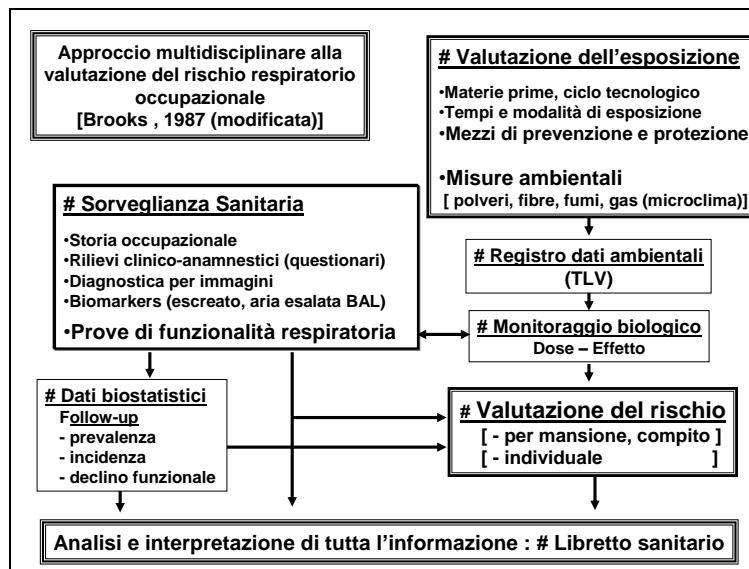 Approccio multidisciplinare alla
valutazione del rischio respiratorio
occupazionale
[Brooks , 1987 (modificata)]
# Valutazione dell'esposizione
•Materie prime, ciclo tecnologico
•Tempi e modalità di esposizione
•Mezzi di prevenzione e protezione
•Misure ambientali
[ polveri, fibre, fumi, gas (microclima)]
# Sorveglianza Sanitaria
•Storia occupazionale
•Rilievi clinico-anamnestici (questionari)
•Diagnostica per immagini
•Biomarkers (escreato, aria esalata BAL)
•Prove di funzionalità respiratoria
# Registro dati ambientali
(TLV)
# Monitoraggio biologico
Dose – Effetto
# Dati biostatistici
Follow-up
- prevalenza
- incidenza
- declino funzionale
# Valutazione del rischio
[ - per mansione, compito ]
[ - individuale ]
Analisi e interpretazione di tutta l'informazione : # Libretto sanitario